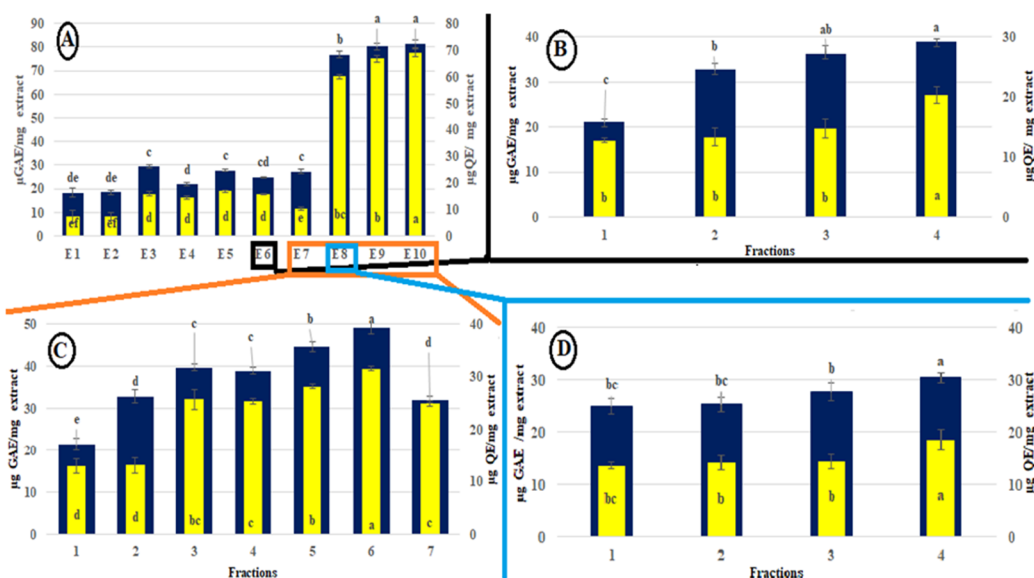 A
µGAE/mg extract
90
80
70
60
50
40
30
20
10
0
de de c d c cd c b a a
ef ef d d d d e bc b a
E1 E2 E3 E4 E5 E6 E7 E8 E9 E10
80
70
60
50
40
30
20
10
0
µgQE/ mg extract
B
µgGAE/mg extract
40
30
20
10
0
c b ab a
b b b a
1 2 3 4
Fractions
30
20
10
0
µgQE/mg extract
C
µg GAE/mg extract
50
40
30
20
10
0
e d c c b a d
d d bc c b a c
1 2 3 4 5 6 7
Fractions
40
30
20
10
0
µg QE/mg extract
D
µg GAE /mg extract
40
30
20
10
0
bc bc b a
bc b b a
1 2 3 4
Fractions
40
30
20
10
0
µg QE/mg extract